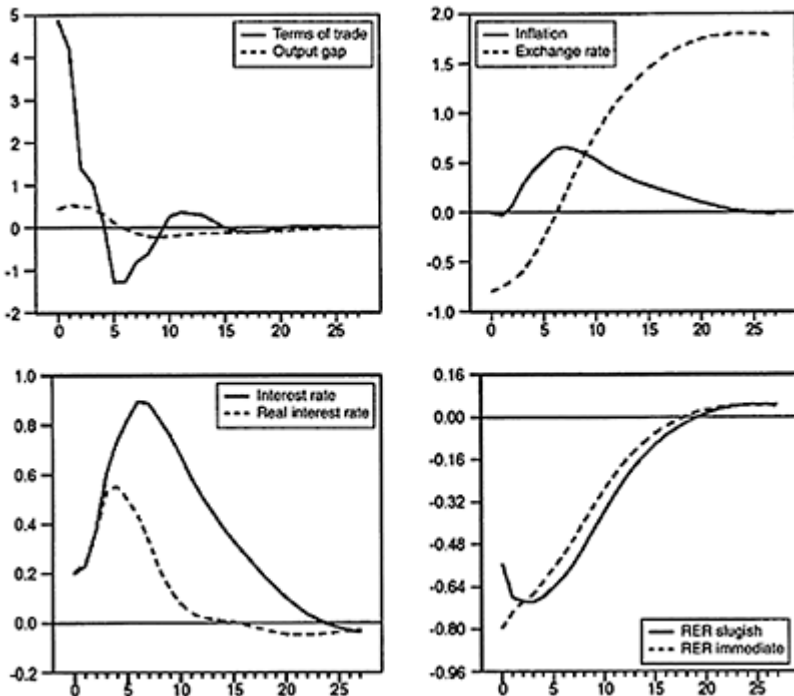 5
4
3
2
1
0
-1
-2
0 5 10 15 20 25
Terms of trade
Output gap
2.0
1.5
1.0
0.5
0.0
-0.5
-1.0
0 5 10 15 20 25
Inflation
Exchange rate
1.0
0.8
0.6
0.4
0.2
0.0
-0.2
0 5 10 15 20 25
Interest rate
Real interest rate
0.16
0.00
-0.16
-0.32
-0.48
-0.64
-0.80
-0.96
0 5 10 15 20 25
RER slugish
RER immediate